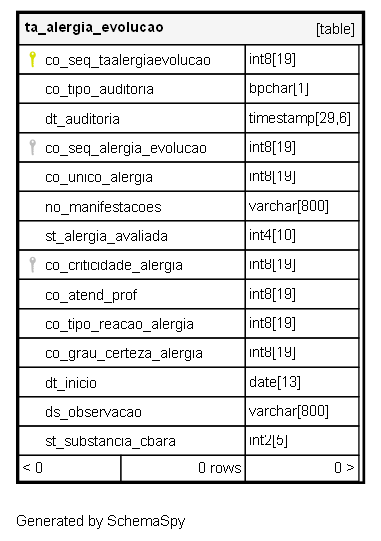 ta_alergia_evolucao [table]
co_seq_taalergiaevolucao int8[19]
co_tipo_auditoria bpchar[1]
dt_auditoria timestamp[29,6]
co_seq_alergia_evolucao int8[19]
co_unico_alergia int8[19]
no_manifestacoes varchar[800]
st_alergia_avaliada int4[10]
co_criticidade_alergia int8[19]
co_atend_prof int8[19]
co_tipo_reacao_alergia int8[19]
co_grau_certeza_alergia int8[19]
dt_inicio date[13]
ds_observacao varchar[800]
st_substancia_cbara int2[5]
< 0 0 rows 0 >
Generated by SchemaSpy